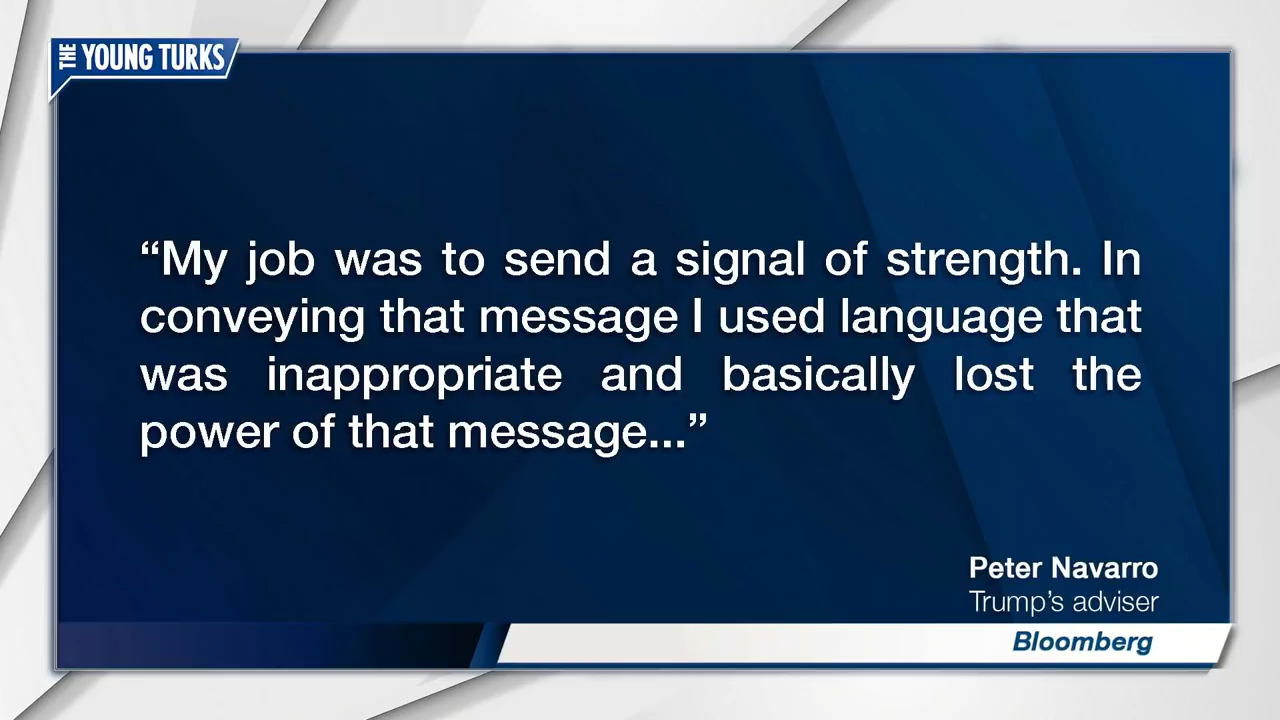 THE YOUNG TURKS
“My job was to send a signal of strength. In
conveying that message I used language that
was inappropriate and basically lost the
power of that message...”
Peter Navarro
Trump’s adviser
Bloomberg